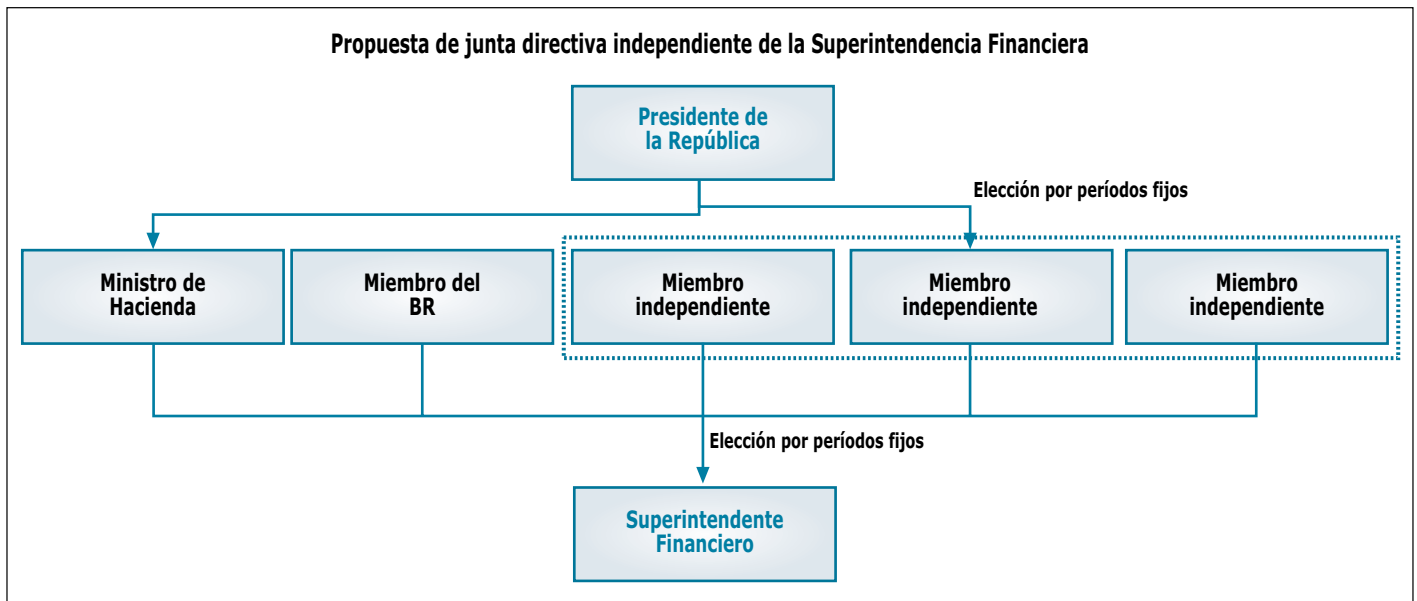 Propuesta de junta directiva independiente de la Superintendencia Financiera
Presidente de
la República
Elección por períodos fijos
Ministro de
Hacienda
Miembro del
BR
Miembro
independiente
Miembro
independiente
Miembro
independiente
Elección por períodos fijos
Superintendente
Financiero